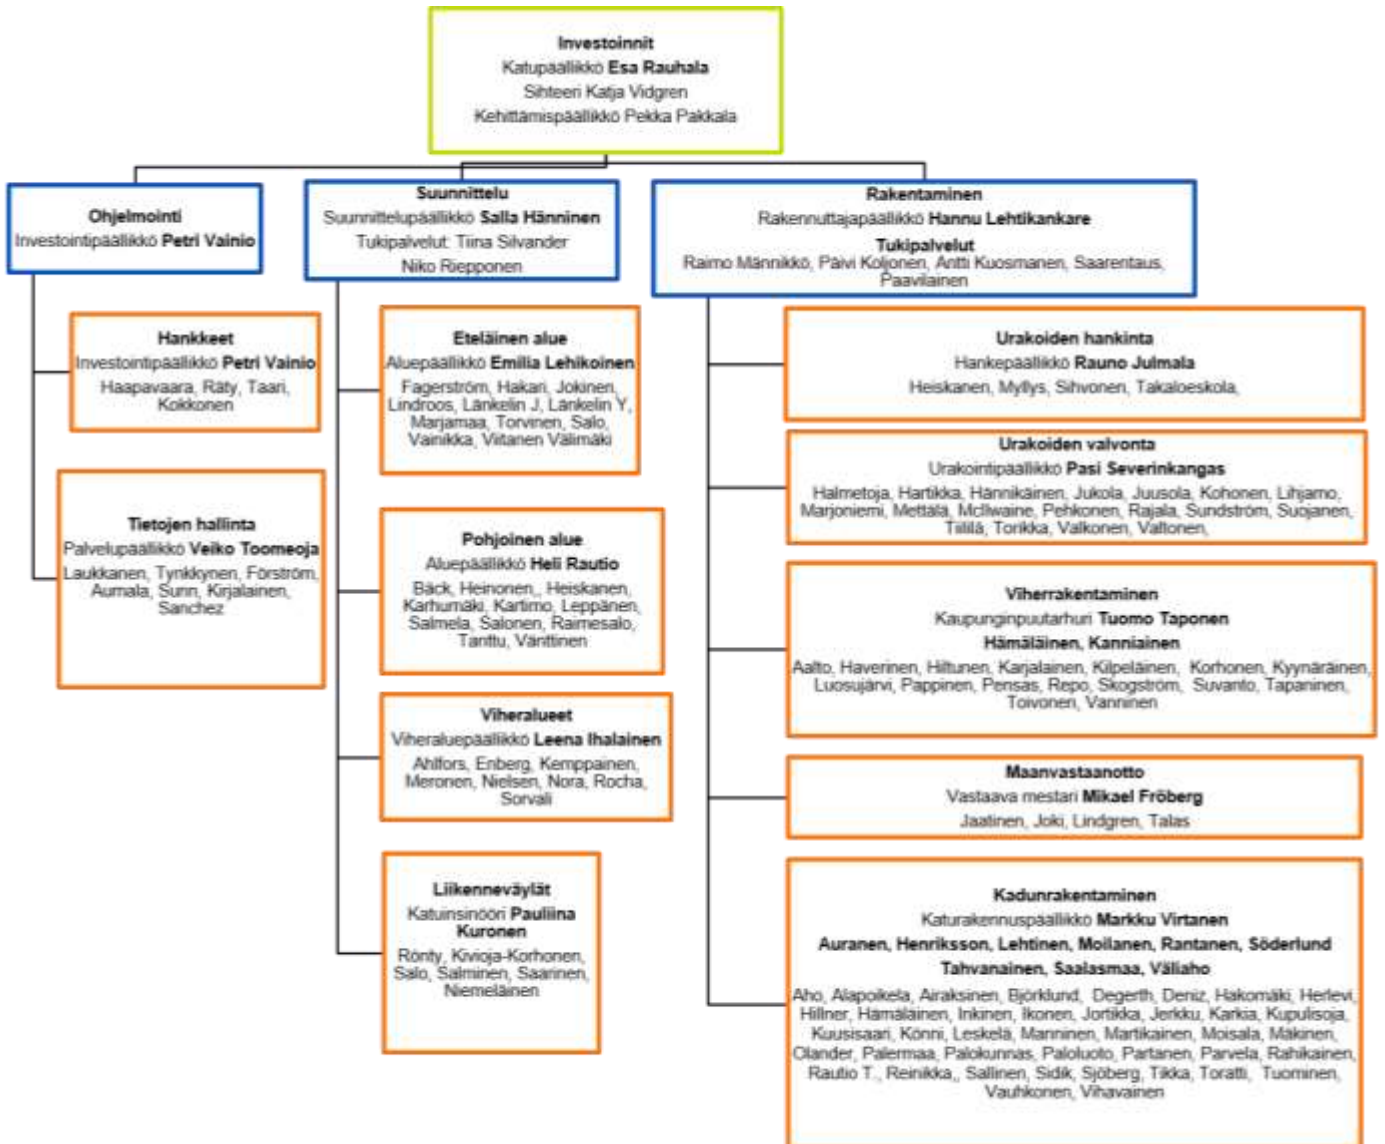 Investoinnit
Katupäällikkö Esa Rauhala
Sihteeri Katja Vidgren
Kehittämispäällikkö Pekka Pakkala
Ohjelmointi
Investointipäällikkö Petri Vainio
Hankkeet
Investointipäällikkö Petri Vainio
Haapavaara, Räty, Taari,
Kokkonen
Tietojen hallinta
Palvelupäällikkö Veiko Toomeoja
Laukkanen, Tynkkynen, Förström,
Aumala, Surin, Kirjalainen,
Sanchez
Suunnittelu
Suunnittelupäällikkö Salla Hänninen
Tukipalvelut: Tiina Silvander
Niko Riepponen
Eteläinen alue
Aluepäällikkö Emilia Lehikoinen
Fagerström, Hakari, Jokinen,
Lindroos, Länkelin J, Länkelin Y,
Marjamaa, Torvinen, Salo,
Vainikka, Viitanen Välimäki
Pohjoinen alue
Aluepäällikkö Heli Rautio
Bäck, Heinonen,, Heiskanen,
Karhumäki, Kartimo, Leppänen,
Salmela, Salonen, Raimesalo,
Tanttu, Vänttinen
Viheralueet
Viheraluepäällikkö Leena Ihalainen
Ahlfors, Enberg, Kemppainen,
Meronen, Nielsen, Nora, Rocha,
Sorvali
Liikenneväylät
Katuinsinööri Pauliina
Kuronen
Rönty, Kivioja-Korhonen,
Salo, Salminen, Saarinen,
Niemeläinen
Rakentaminen
Rakennuttajapäällikkö Hannu Lehtikankare
Tukipalvelut
Raimo Männikkö, Päivi Koljonen, Antti Kuosmanen, Saarentaus,
Paavilainen
Urakoiden hankinta
Hankepäällikkö Rauno Julmala
Heiskanen, Myllys, Sihvonen, Takaloeskola,
Urakoiden valvonta
Urakointipäällikkö Pasi Severinkangas
Halmetoja, Hartikka, Hännikäinen, Jukola, Juusola, Kohonen, Lihjamo,
Marjoniemi, Mettälä, McIlwaine, Pehkonen, Rajala, Sundström, Suojanen,
Tiililä, Torikka, Valkonen, Valtonen,
Viherrakentaminen
Kaupunginpuutarhuri Tuomo Taponen
Hämäläinen, Kanniainen
Aalto, Haverinen, Hiltunen, Karjalainen, Kilpeläinen, Korhonen, Kyynäräinen,
Luosujärvi, Pappinen, Pensas, Repo, Skogström, Suvanto, Tapaninen,
Toivonen, Vanninen
Maanvastaanotto
Vastaava mestari Mikael Fröberg
Jaatinen, Joki, Lindgren, Talas
Kadunrakentaminen
Katurakennuspäällikkö Markku Virtanen
Auranen, Henriksson, Lehtinen, Moilanen, Rantanen, Söderlund
Tahvanainen, Saalasmaa, Väliaho
Aho, Alapoikela, Airaksinen, Björklund, Degerth, Deniz, Hakomäki, Herlevi,
Hillner, Hämäläinen, Inkinen, Ikonen, Jortikka, Jerkku, Karkia, Kupulisoja,
Kuusisaari, Könni, Leskelä, Manninen, Martikainen, Moisala, Mäkinen,
Olander, Palermaa, Palokunnas, Paloluoto, Partanen, Parvela, Rahikainen,
Rautio T., Reinikka,, Sallinen, Sidik, Sjöberg, Tikka, Toratti, Tuominen,
Vauhkonen, Vihavainen